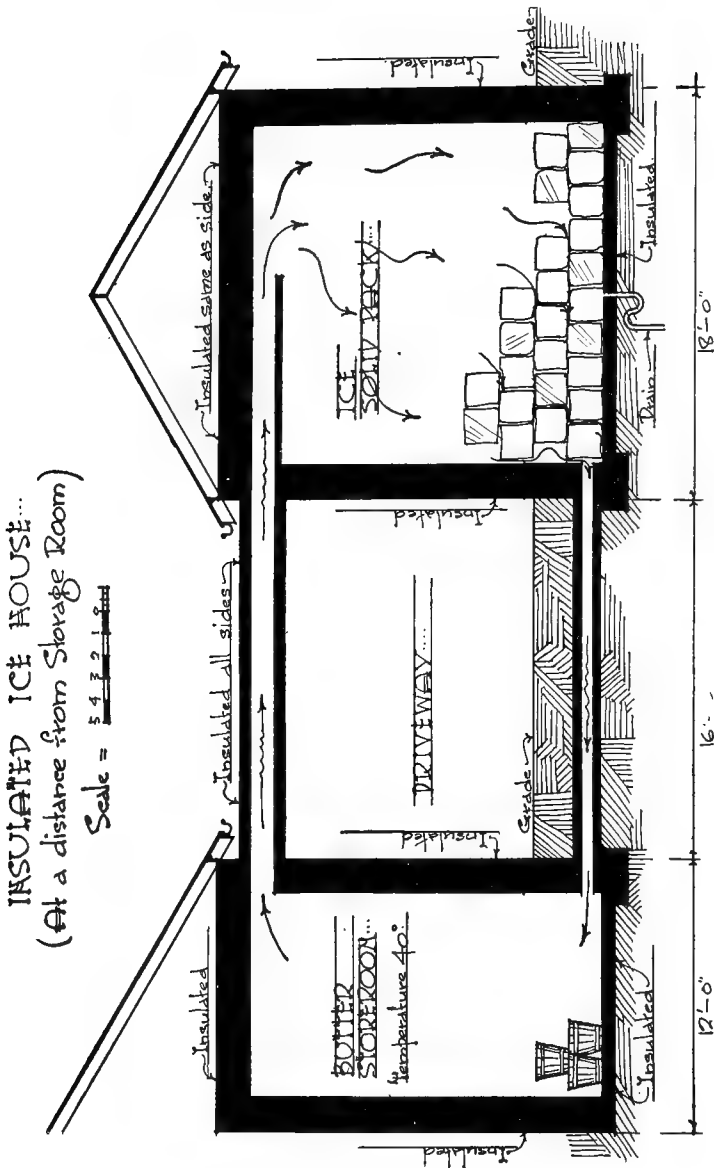 INSULATED ICE HOUSE...
(At a distance from Storage Room)
Scale = 5 4 3 2 1 0
Insulated
Insulated all sides
Insulated same as side
Insulated
BUTTER
STOREROOM...
temperature 40°
Insulated
DRIVEWAY.....
Insulated
ICE
SOLID PACK...
Insulated.
Grade
Grade
Insulated
Insulated
Drain
Insulated
12'-0"
16'-
18'-0"